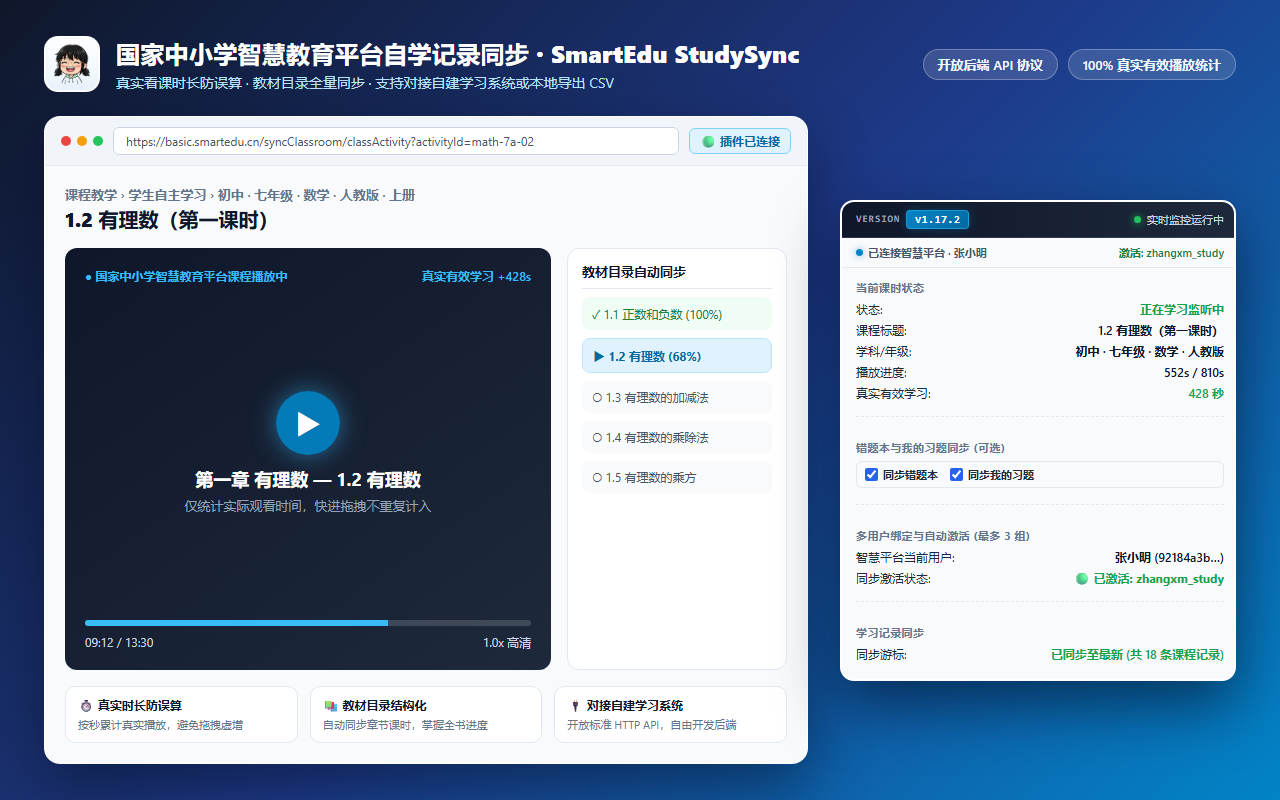 国家中小学智慧教育平台自学记录同步 · SmartEdu StudySync
真实看课时长防误算 · 教材目录全量同步 · 支持对接自建学习系统或本地导出 CSV
开放后端 API 协议
100% 真实有效播放统计
https://basic.smartedu.cn/syncClassroom/classActivity?activityId=math-7a-02
插件已连接
课程教学 › 学生自主学习 › 初中 · 七年级 · 数学 · 人教版 · 上册
1.2 有理数（第一课时）
● 国家中小学智慧教育平台课程播放中
真实有效学习 +428s
第一章 有理数 — 1.2 有理数
仅统计实际观看时间，快进拖拽不重复计入
09:12 / 13:30
1.0x 高清
教材目录自动同步
✓ 1.1 正数和负数 (100%)
▶ 1.2 有理数 (68%)
○ 1.3 有理数的加减法
○ 1.4 有理数的乘除法
○ 1.5 有理数的乘方
真实时长防误算
按秒累计真实播放，避免拖拽虚增
教材目录结构化
自动同步章节课时，掌握全书进度
对接自建学习系统
开放标准 HTTP API，自由开发后端
VERSION v1.17.2
实时监控运行中
已连接智慧平台 · 张小明
激活: zhangxm_study
当前课时状态
状态: 正在学习监听中
课程标题: 1.2 有理数（第一课时）
学科/年级: 初中 · 七年级 · 数学 · 人教版
播放进度: 552s / 810s
真实有效学习: 428 秒
错题本与我的习题同步 (可选)
同步错题本 同步我的习题
多用户绑定与自动激活 (最多 3 组)
智慧平台当前用户: 张小明 (92184a3b...)
同步激活状态: 已激活: zhangxm_study
学习记录同步
同步游标: 已同步至最新 (共 18 条课程记录)